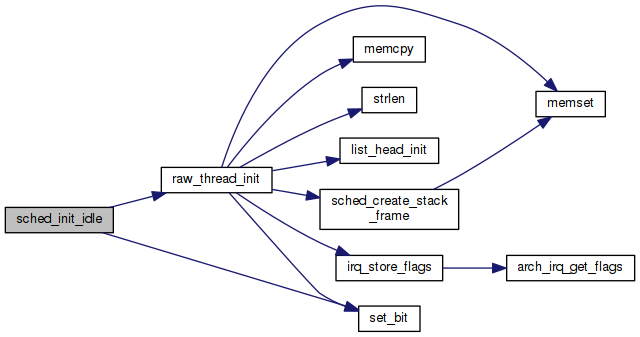 sched_init_idle
raw_thread_init
memcpy
strlen
list_head_init
sched_create_stack
_frame
irq_store_flags
set_bit
memset
arch_irq_get_flags